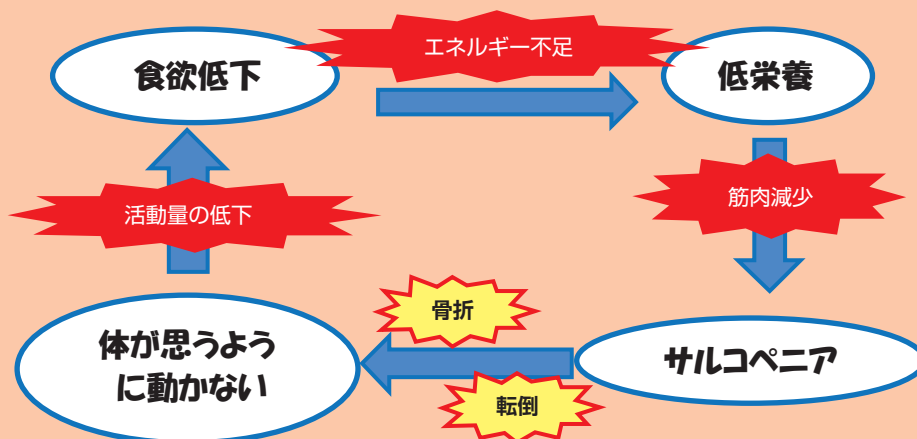 エネルギー不足
食欲低下
低栄養
筋肉減少
活動量の低下
骨折
体が思うよう
に動かない
サルコペニア
転倒